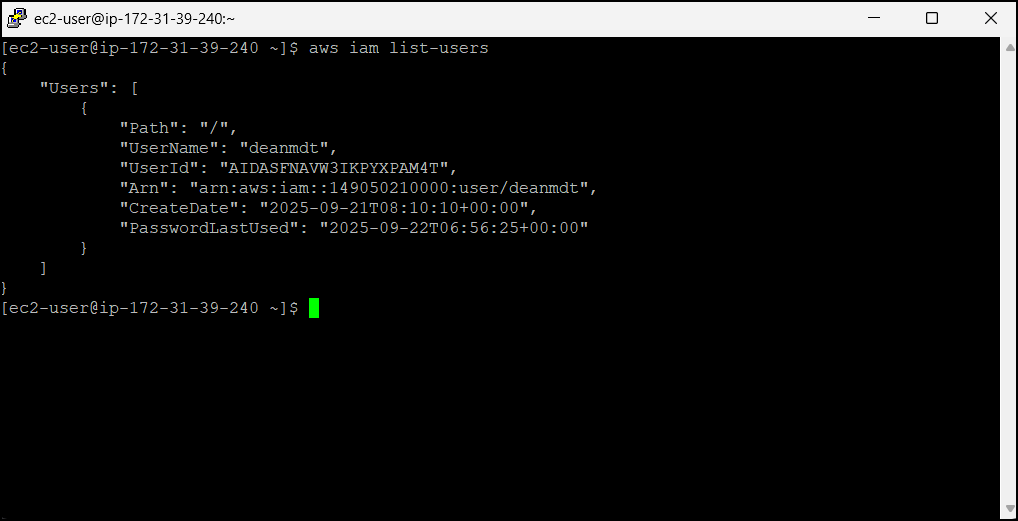 ec2-user@ip-172-31-39-240:~
[ec2-user@ip-172-31-39-240 ~]$ aws iam list-users
{
    "Users": [
        {
            "Path": "/",
            "UserName": "deanmdt",
            "UserId": "AIDASFNAVW3IKPYXPAM4T",
            "Arn": "arn:aws:iam::149050210000:user/deanmdt",
            "CreateDate": "2025-09-21T08:10:10+00:00",
            "PasswordLastUsed": "2025-09-22T06:56:25+00:00"
        }
    ]
}
[ec2-user@ip-172-31-39-240 ~]$